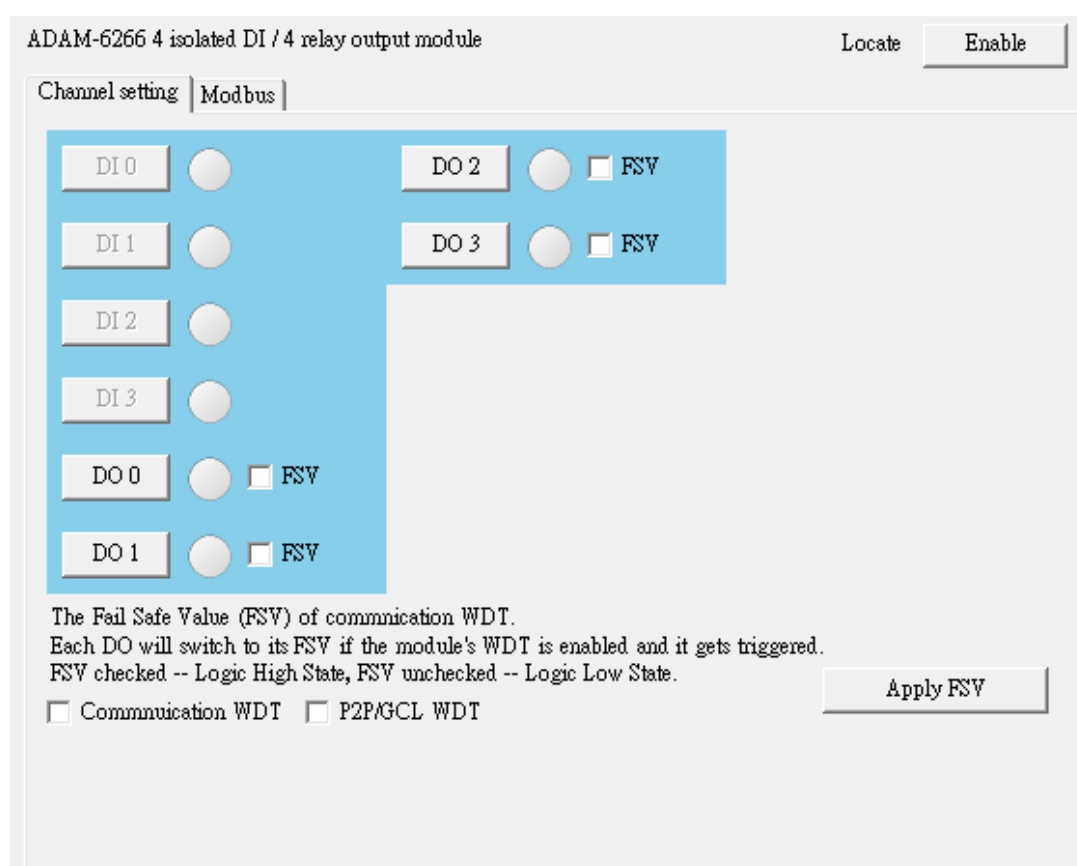 ADAM-6266 4 isolated DI / 4 relay output module
Locate
Enable
Channel setting
Modbus
DI 0
DO 2
FSV
DI 1
DO 3
FSV
DI 2
DI 3
DO 0
FSV
DO 1
FSV
The Fail Safe Value (FSV) of commnication WDT.
Each DO will switch to its FSV if the module's WDT is enabled and it gets triggered.
FSV checked -- Logic High State, FSV unchecked -- Logic Low State.
Apply FSV
Commnuication WDT
P2P/GCL WDT